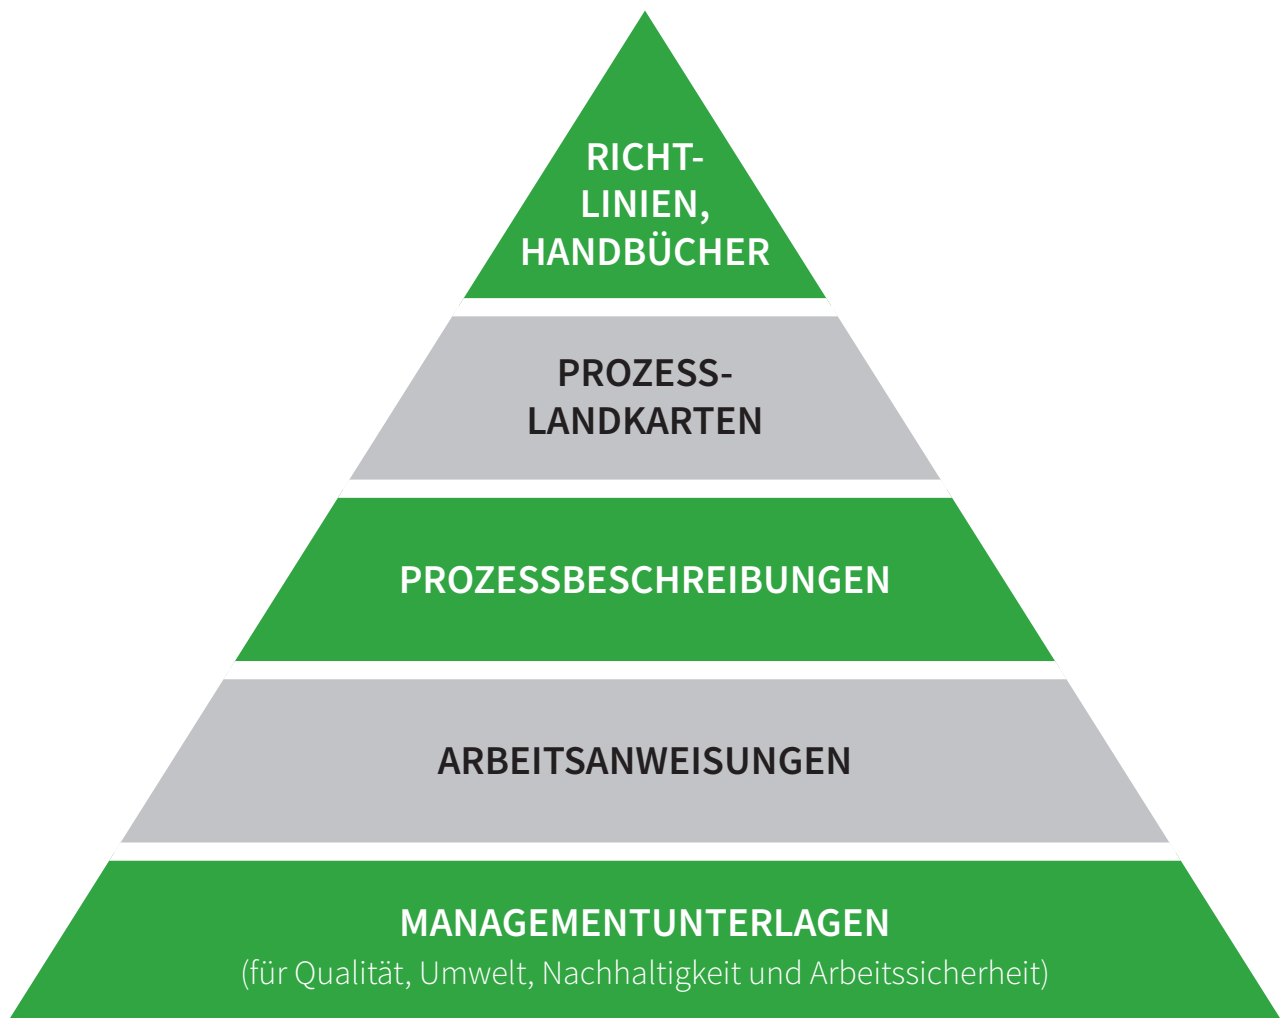 RICHT-
LINIEN,
HANDBÜCHER
PROZESS-
LANDKARTEN
PROZESSBESCHREIBUNGEN
ARBEITSANWEISUNGEN
MANAGEMENTUNTERLAGEN
(für Qualität, Umwelt, Nachhaltigkeit und Arbeitssicherheit)